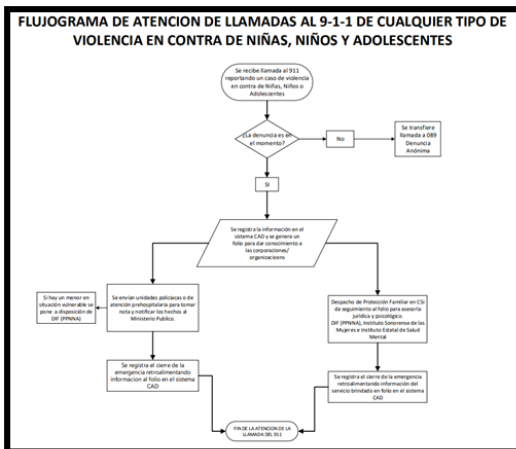 FLUJOGRAMA DE ATENCION DE LLAMADAS AL 9-1-1 DE CUALQUIER TIPO DE
VIOLENCIA EN CONTRA DE NIÑAS, NIÑOS Y ADOLESCENTES
Se recibe llamada al 911
reportando un caso de violencia
en contra de Niñas, Niños o
Adolescentes
¿La denuncia es en
el momento?
No
Se transfiere
llamada a 089
Denuncia
Anónima
SI
Se registra la información en el
sistema CAD y se genera un
folio para dar conocimiento a
las corporaciones/
organizacioens
Si hay un menor en
situación vulnerable se
pone a disposición de
DIF (PPNNA)
Se envían unidades policiacas o de
atención prehospitalaria para tomar
nota y notificar los hechos al
Ministerio Publico.
Despacho de Protección Familiar en C5i
de seguimiento al folio para asesoría
jurídica y psicológico.
DIF (PPNNA), Instituto Sonorense de las
Mujeres e Instituto Estatal de Salud
Mental
Se registra el cierre de la
emergencia retroalimentando
informacion al folio en el sistema
CAD
Se registra el cierre de la emergencia
retroalimentando información del
servicio brindado en folio en el sistema
CAD
FIN DE LA ATENCION DE LA
LLAMADA DEL 911